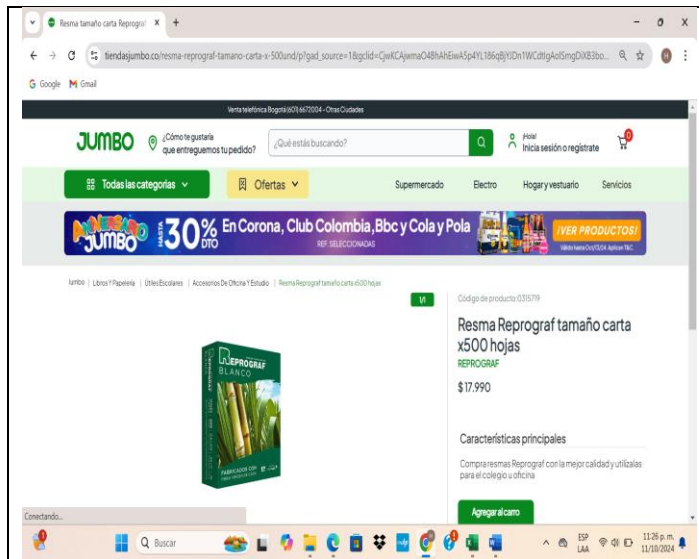 Resma tamaño carta Reprograf
tiendasjumbo.co/resma-reprograf-tamano-carta-x-500und/p?gad_source=1&gclid=
Google Gmail
Venta telefónica Bogotá (601) 6672004 - Otras Ciudades
JUMBO
¿Cómo te gustaría
que entreguemos tu pedido?
¿Qué estás buscando?
¡Hola!
Inicia sesión o regístrate
0
Todas las categorías
Ofertas
Supermercado
Electro
Hogar y vestuario
Servicios
ANIVERSARIO
JUMBO
HASTA
30%
DTO
En Corona, Club Colombia, Bbc y Cola y Pola
REF. SELECCIONADAS
¡VER PRODUCTOS!
Jumbo | Libros Y Papelería | Útiles Escolares | Accesorios De Oficina Y Estudio | Resma Reprograf tamaño carta x500 hojas
1/1
Código de producto: 0315719
Resma Reprograf tamaño carta
x500 hojas
REPROGRAF
$ 17.990
REPROGRAF
BLANCO
FABRICADOS CON
Características principales
Compra resmas Reprograf con la mejor calidad y utilízalas
para el colegio u oficina
Agregar al carro
Conectando...
Buscar
ESP
LAA
11:26 p. m.
11/10/2024